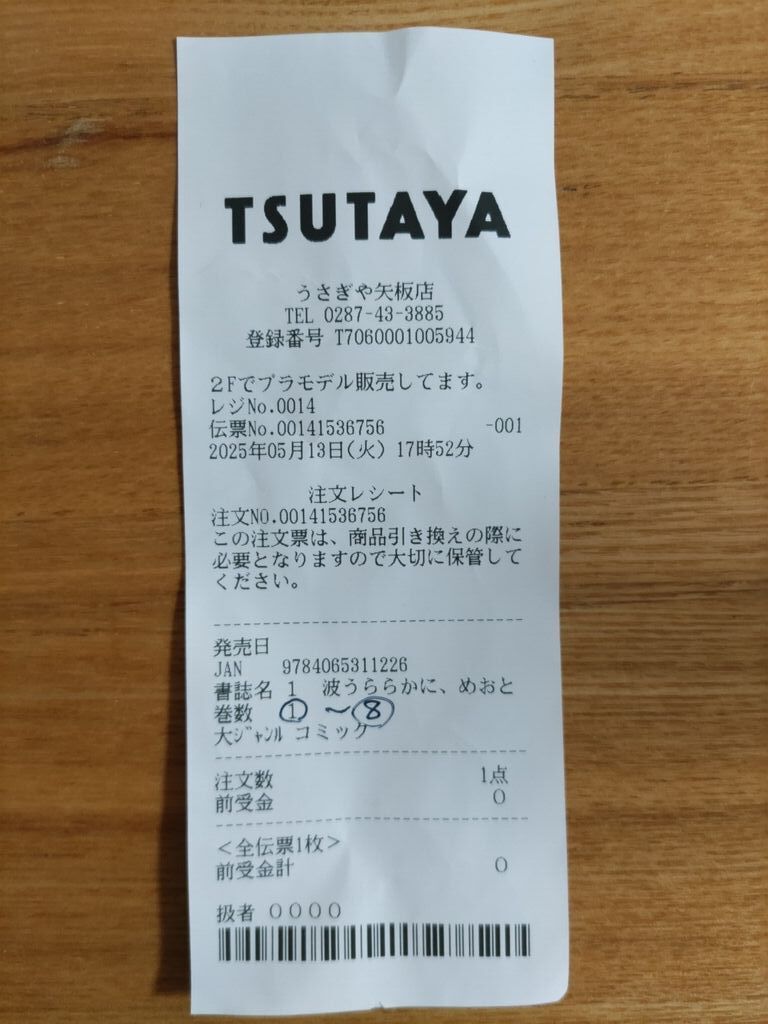 TSUTAYA
うさぎや矢板店
TEL 0287-43-3885
登録番号 T7060001005944
2Fでプラモデル販売してます。
レジNo.0014
伝票No.00141536756 -001
2025年05月13日(火) 17時52分
注文レシート
注文NO.00141536756
この注文票は、商品引き換えの際に
必要となりますので大切に保管して
ください。
発売日
JAN 9784065311226
書誌名 1 波うららかに、めおと
巻数 ① ～ ⑧
大ジャンル コミック
注文数 1点
前受金 0
＜全伝票1枚＞
前受金計 0
扱者 0000